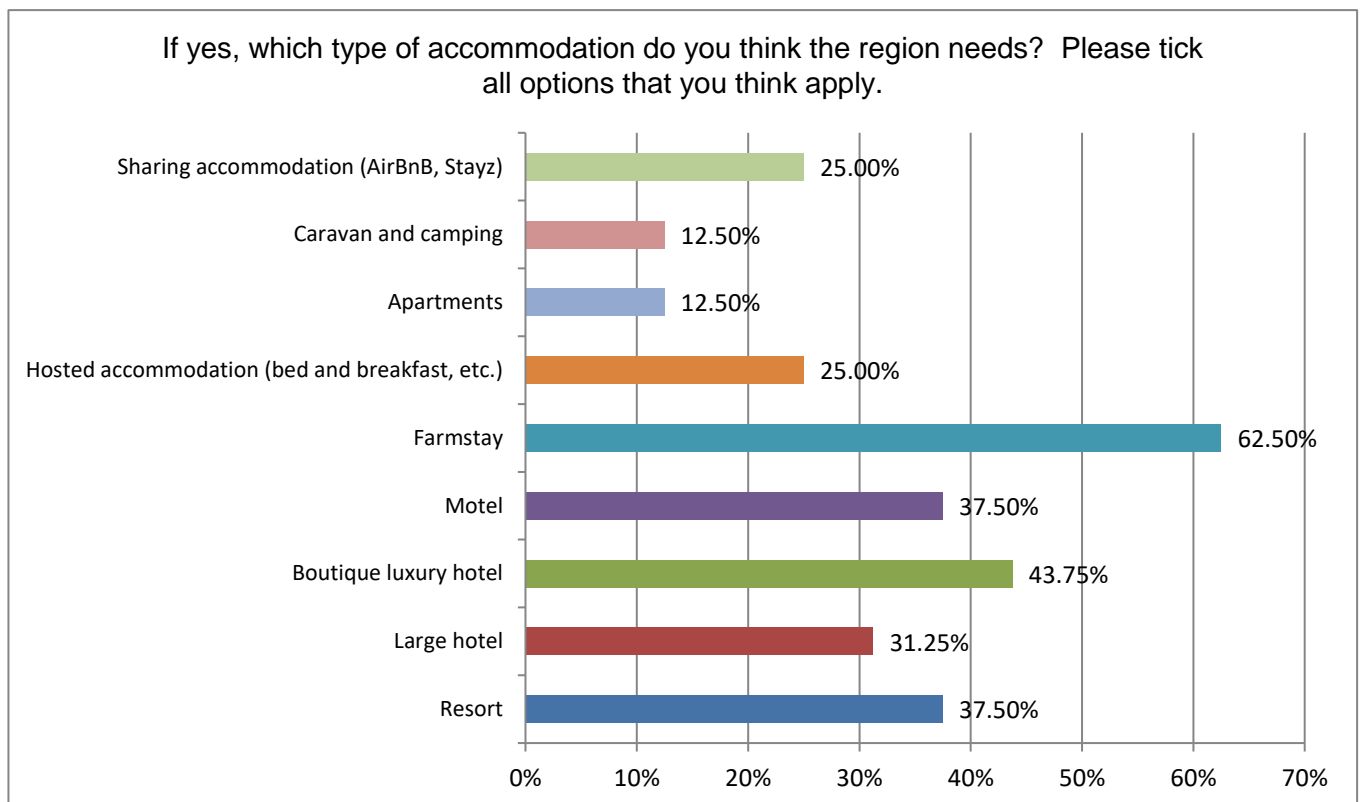 If yes, which type of accommodation do you think the region needs?  Please tick
all options that you think apply.
Sharing accommodation (AirBnB, Stayz)
25.00%
Caravan and camping
12.50%
Apartments
12.50%
Hosted accommodation (bed and breakfast, etc.)
25.00%
Farmstay
62.50%
Motel
37.50%
Boutique luxury hotel
43.75%
Large hotel
31.25%
Resort
37.50%
0% 10% 20% 30% 40% 50% 60% 70%